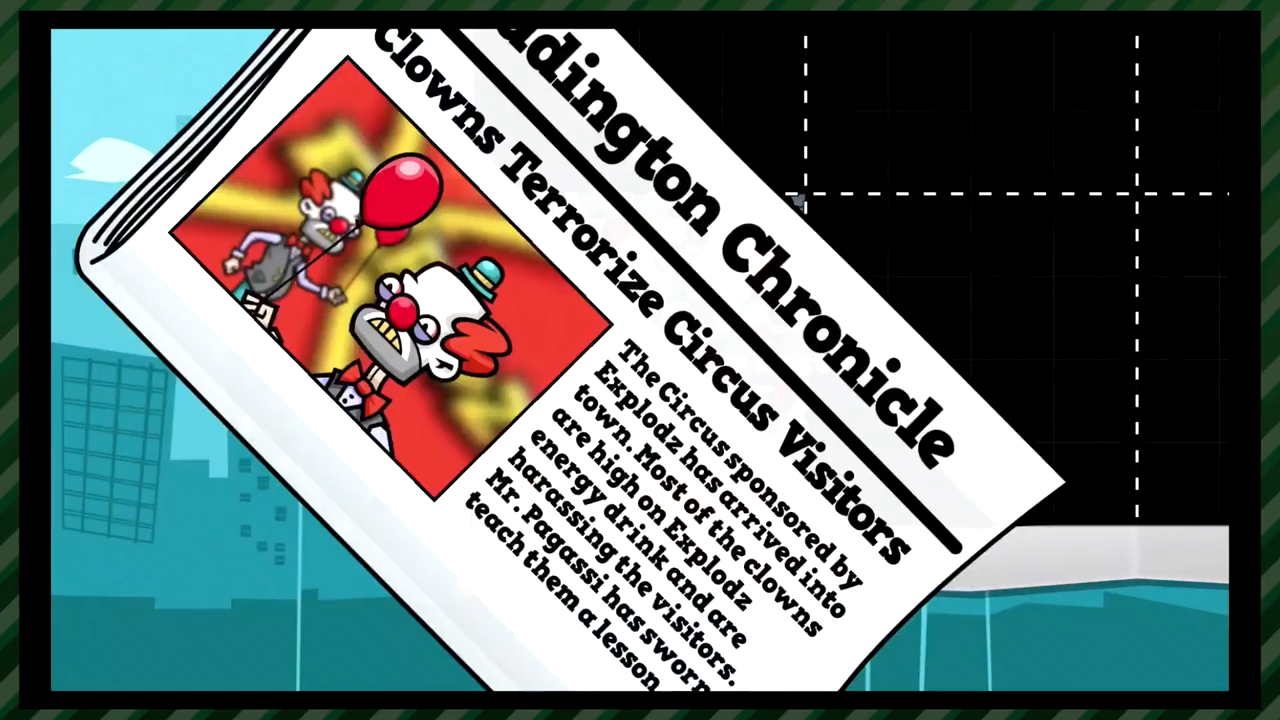 Chronicle
Clowns Terrorize Circus Visitors
The Circus sponsored by
Explodz has arrived into
town. Most of the clowns
are high on Explodz
energy drink and are
harassing the visitors.
Mr. Pagassi has sworn
teach them a lesson